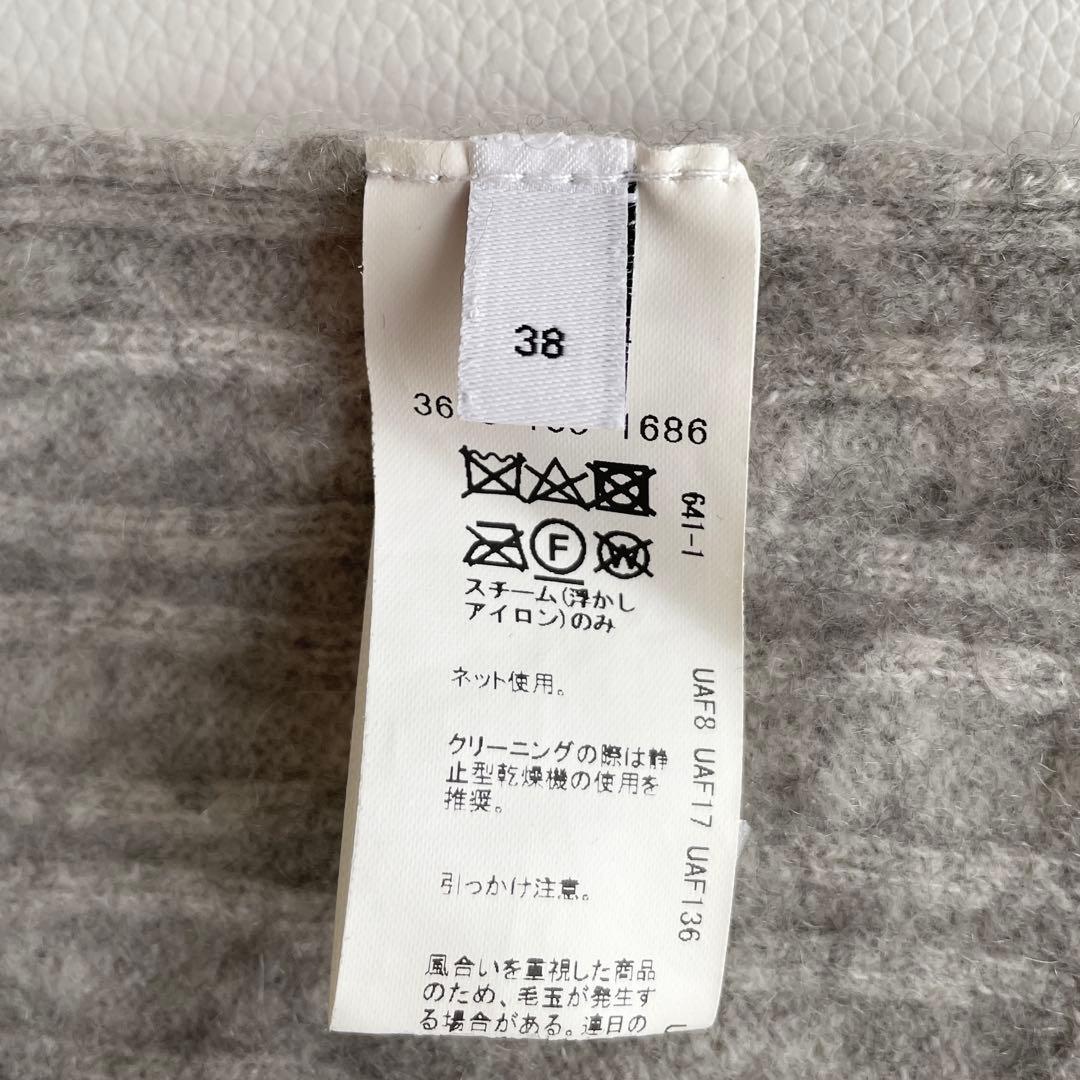 38
36 1686
641-1
F
W
スチーム(浮かし
アイロン)のみ
ネット使用。
クリーニングの際は静
止型乾燥機の使用を
推奨。
引っかけ注意。
風合いを重視した商品
のため、毛玉が発生す
る場合がある。連日の
UAF8 UAF17 UAF136